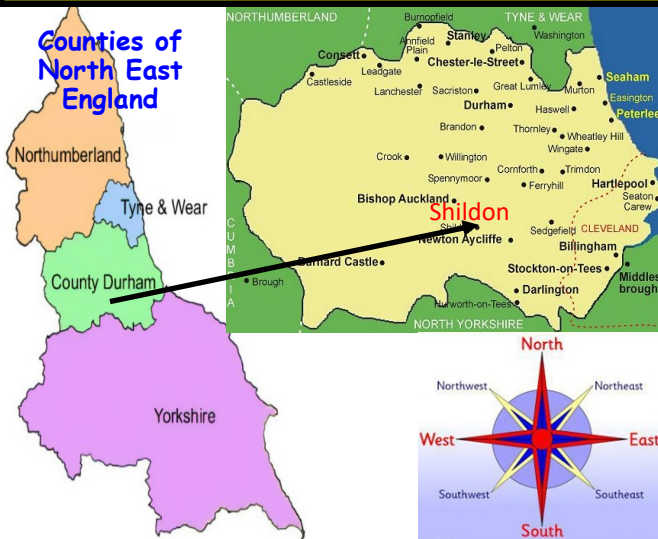 Counties of
North East
England
Northumberland
Tyne & Wear
County Durham
Yorkshire
NORTHUMBERLAND
TYNE & WEAR
Burnopfield
Washington
Stanley
Annfield
Plain
Pelton
Consett
Chester-le-Street
Leadgate
Castleside
Lanchester
Sacriston
Great Lumley
Murton
Seaham
Easington
Durham
Haswell
Peterlee
Brandon
Thornley
Wheatley Hill
Wingate
Crook
Willington
Spennymoor
Cornforth
Trimdon
Ferryhill
Hartlepool
Seaton
Carew
Bishop Auckland
Shildon
Newton Aycliffe
Sedgefield
CLEVELAND
Billingham
Barnard Castle
Stockton-on-Tees
Middles
brough
CUMBRIA
Brough
Darlington
Hurworth-on-Tees
NORTH YORKSHIRE
North
Northwest
Northeast
West
East
Southwest
Southeast
South